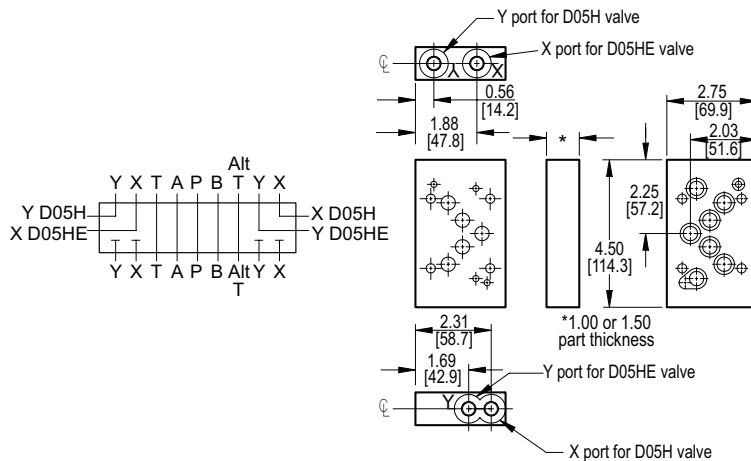 Y port for D05H valve
X port for D05HE valve
℄
Y X
0.56
[14.2]
1.88
[47.8]
*
2.75
[69.9]
2.03
[51.6]
Alt
Y X T A P B T Y X
Y D05H
X D05H
X D05HE
Y D05HE
Y X T A P B Alt Y X
T
2.25
[57.2]
4.50
[114.3]
*1.00 or 1.50
part thickness
2.31
[58.7]
1.69
[42.9]
Y port for D05HE valve
℄
Y
X port for D05H valve